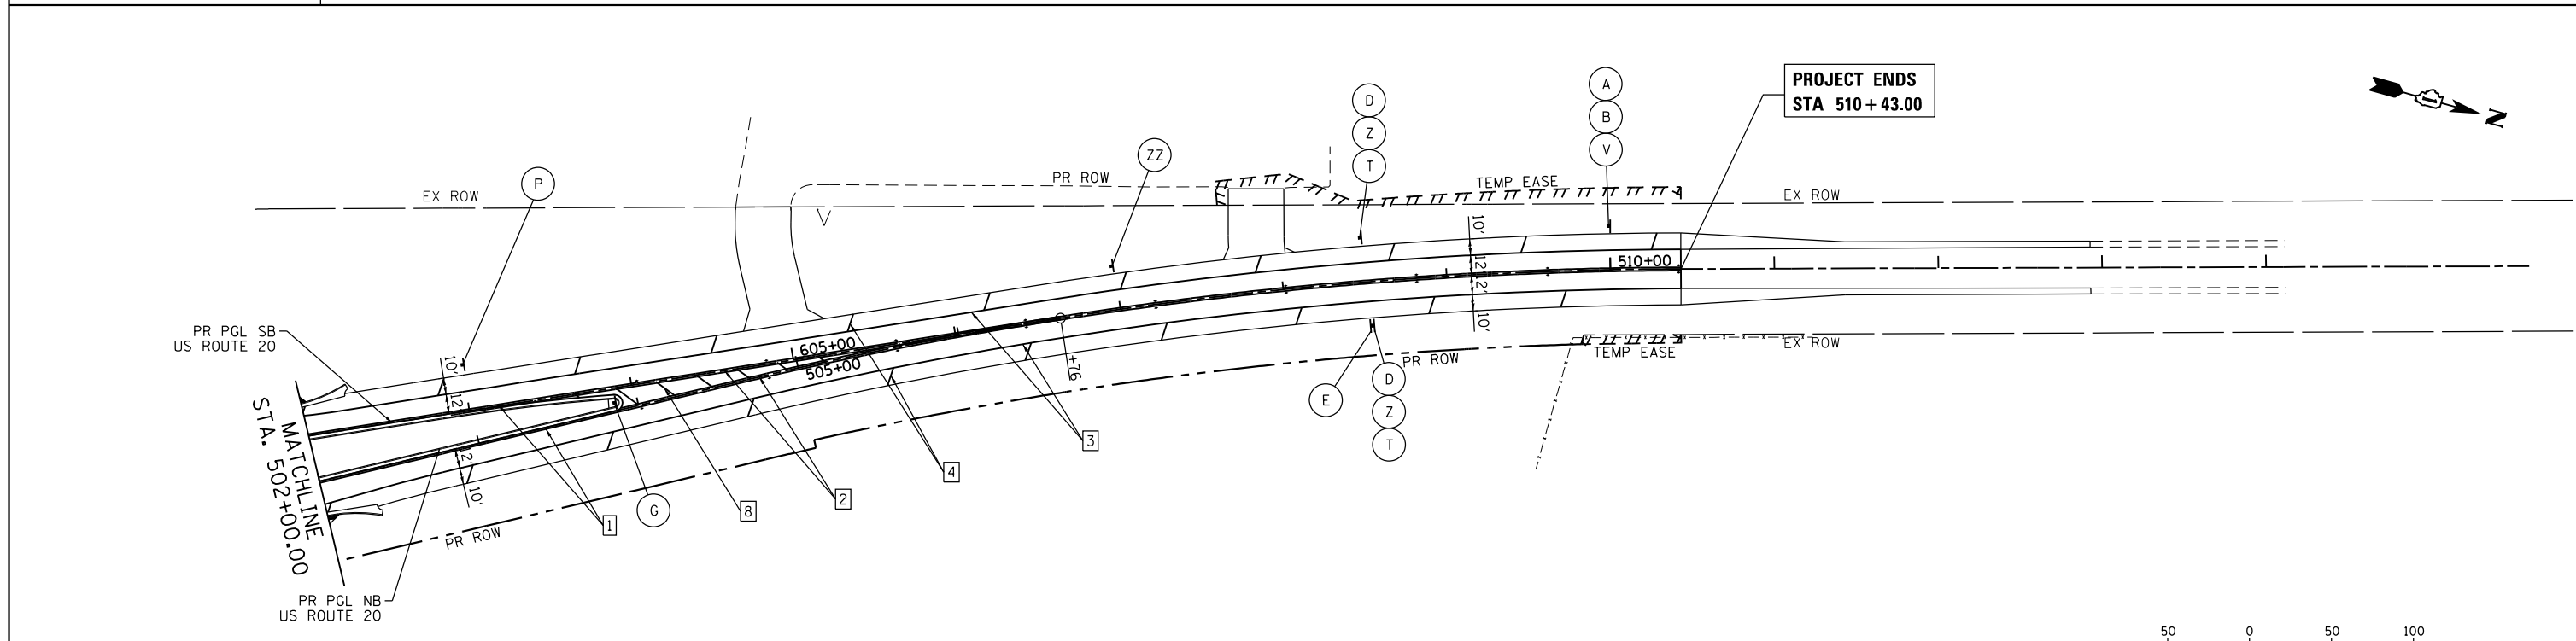 A
B
V
PROJECT ENDS
STA 510+43.00
N
D
Z
T
ZZ
P
EX ROW
PR ROW
TEMP EASE
EX ROW
10'
12'
12'
10'
510+00
PR PGL SB
US ROUTE 20
10'
12'
605+00
505+00
+76
PR ROW
TEMP EASE
EX ROW
E
D
Z
T
MATCHLINE
STA. 502+00.00
12'
10'
3
4
2
8
G
1
PR ROW
PR PGL NB
US ROUTE 20
50 0 50 100